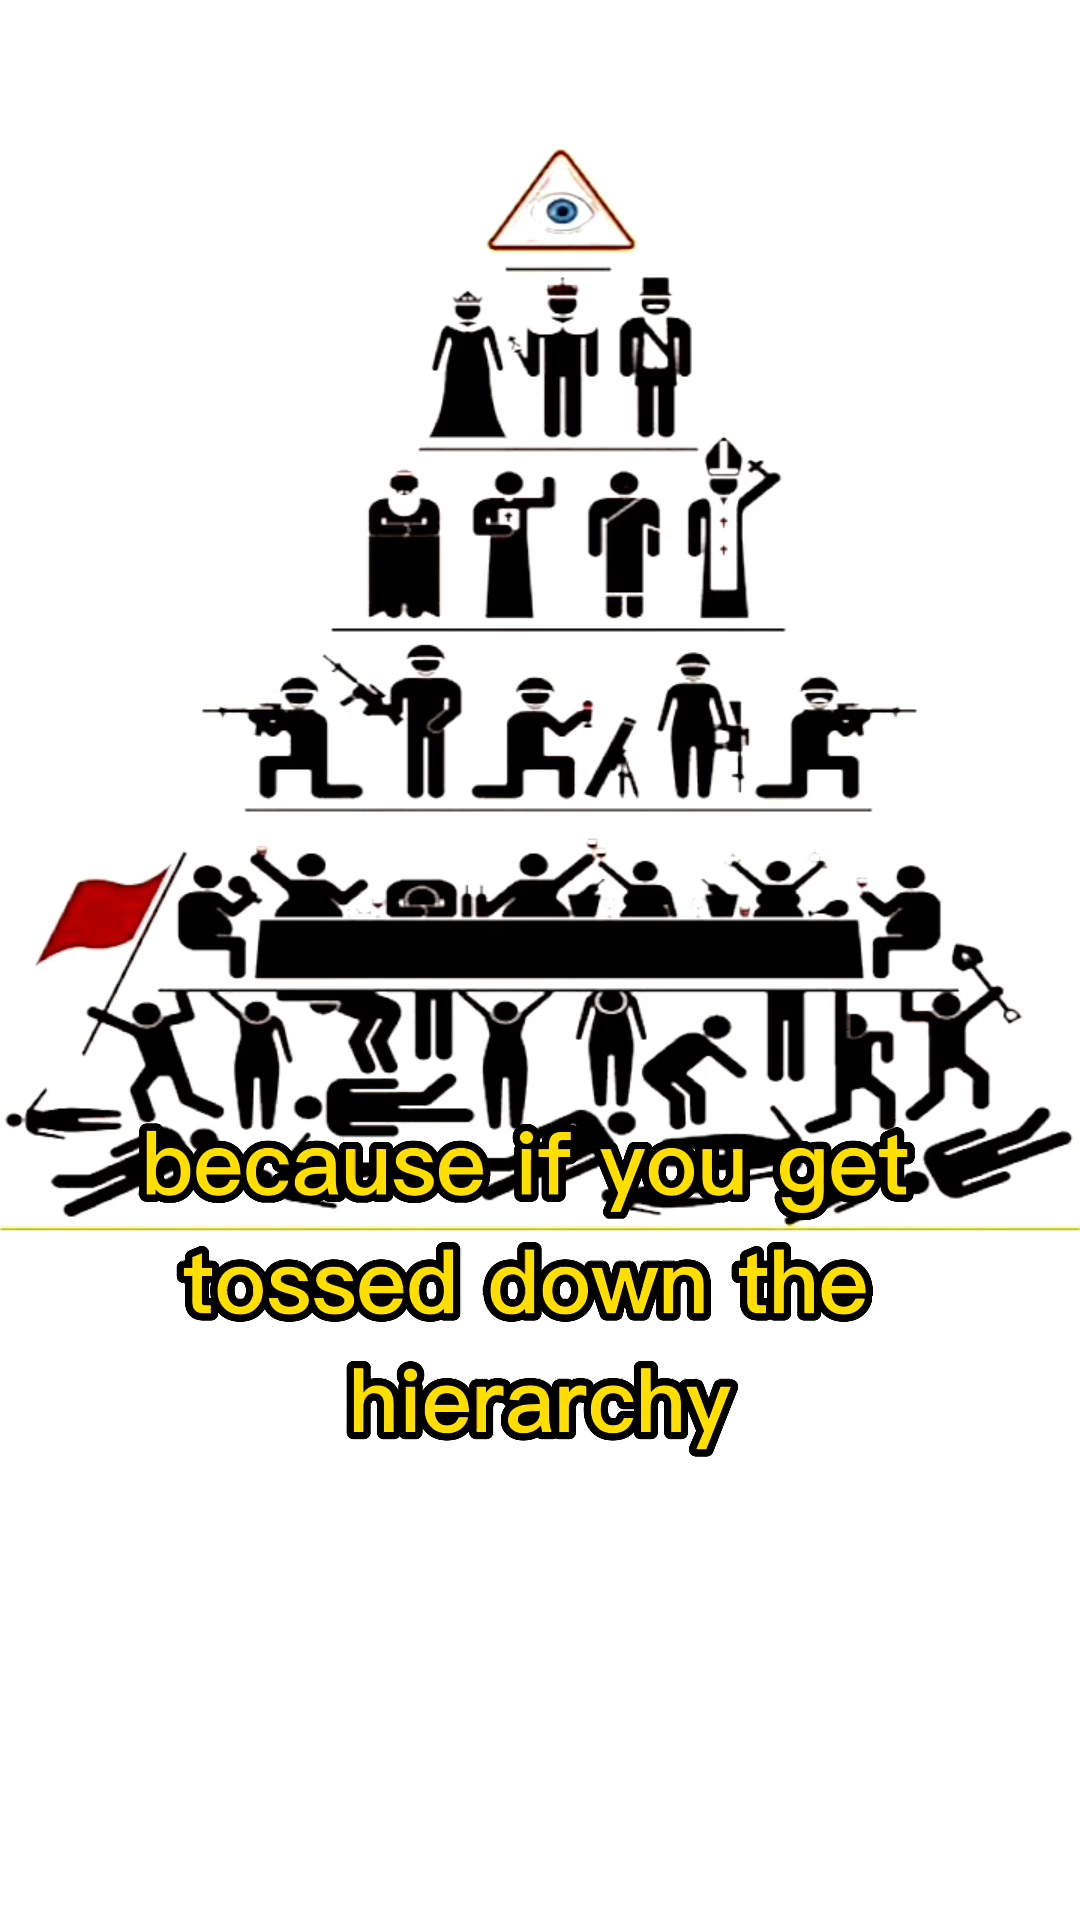 because if you get
tossed down the
hierarchy